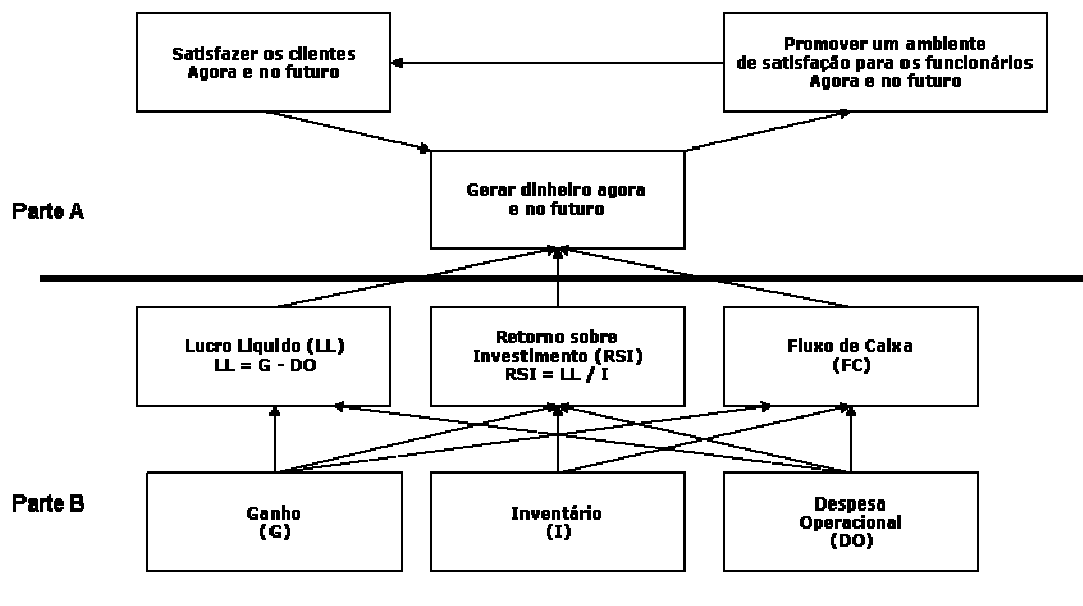 Satisfazer os clientes
Agora e no futuro
Promover um ambiente
de satisfação para os funcionários
Agora e no futuro
Gerar dinheiro agora
e no futuro
Parte A
Lucro Líquido (LL)
LL = G - DO
Retorno sobre
Investimento (RSI)
RSI = LL / I
Fluxo de Caixa
(FC)
Parte B
Ganho
(G)
Inventário
(I)
Despesa
Operacional
(DO)